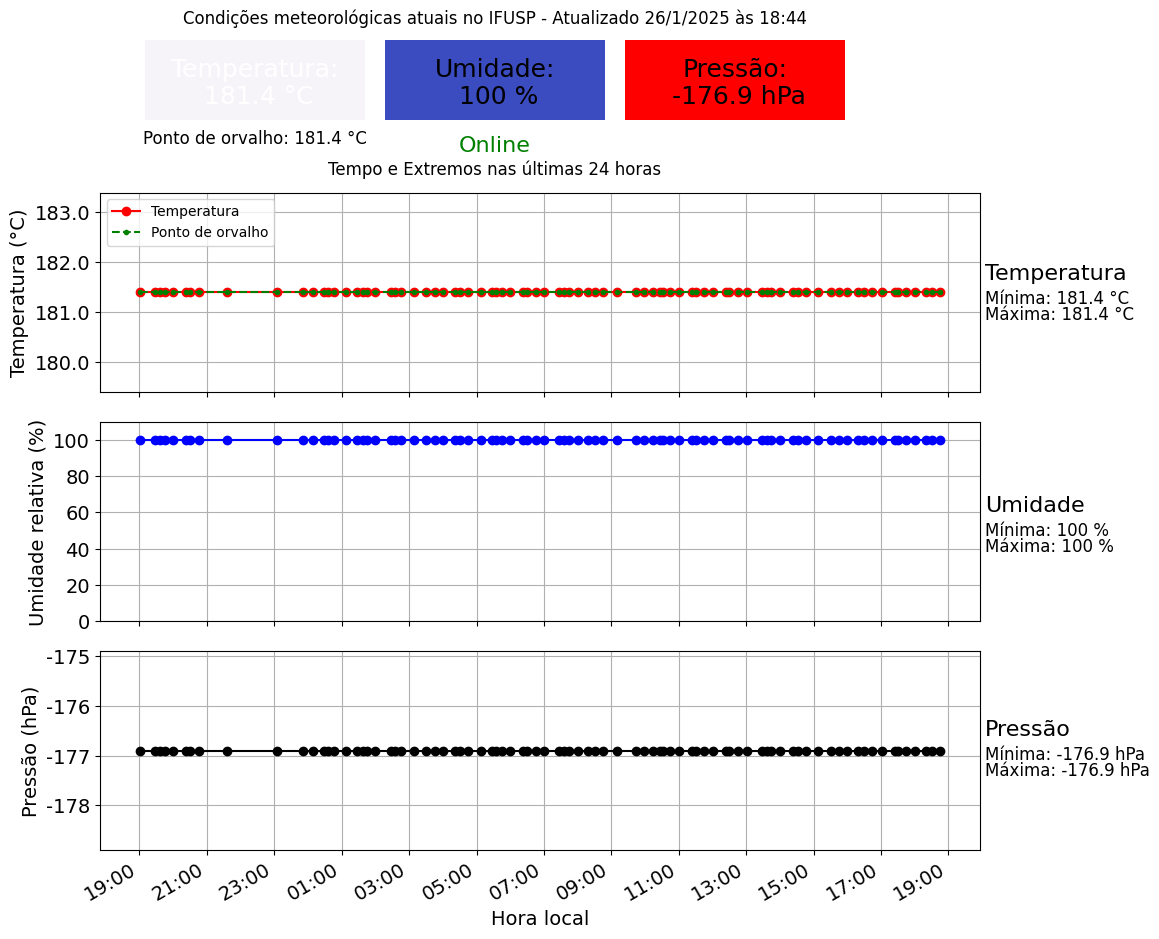 Condições meteorológicas atuais no IFUSP - Atualizado 26/1/2025 às 18:44
Temperatura:
181.4 °C
Umidade:
100 %
Pressão:
-176.9 hPa
Ponto de orvalho: 181.4 °C
Online
Tempo e Extremos nas últimas 24 horas
Temperatura (°C)
183.0
182.0
181.0
180.0
Temperatura
Ponto de orvalho
Temperatura
Mínima: 181.4 °C
Máxima: 181.4 °C
Umidade relativa (%)
100
80
60
40
20
0
Umidade
Mínima: 100 %
Máxima: 100 %
Pressão (hPa)
-175
-176
-177
-178
Pressão
Mínima: -176.9 hPa
Máxima: -176.9 hPa
19:00
21:00
23:00
01:00
03:00
05:00
07:00
09:00
11:00
13:00
15:00
17:00
19:00
Hora local